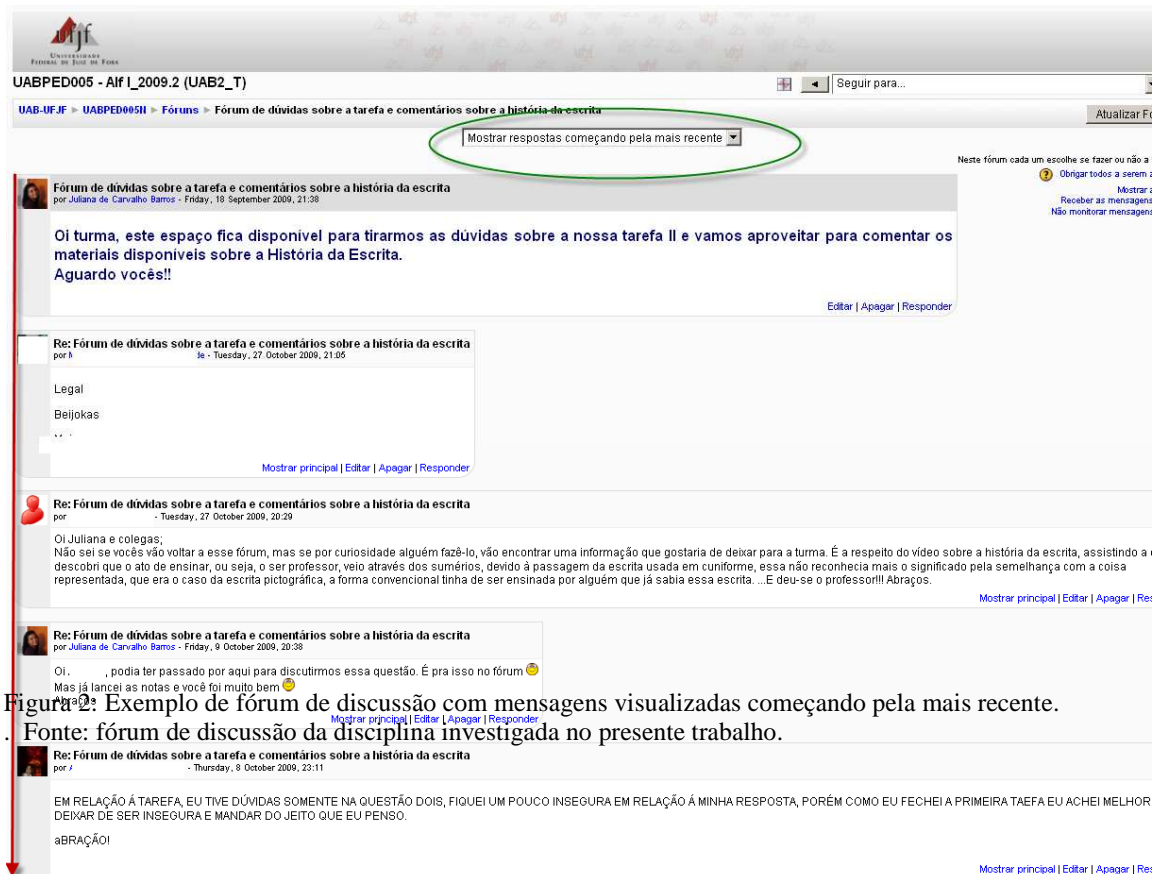 ufjf
UNIVERSIDADE
FEDERAL DE JUIZ DE FORA
UABPED005 - Alf I_2009.2 (UAB2_T)
Seguir para...
UAB-UFJF ► UABPED005N ► Fóruns ► Fórum de dúvidas sobre a tarefa e comentários sobre a história da escrita
Atualizar Fo
Mostrar respostas começando pela mais recente
Neste fórum cada um escolhe se fazer ou não a
Obrigar todos a serem a
Mostrar a
Receber as mensagens
Não monitorar mensagens
Fórum de dúvidas sobre a tarefa e comentários sobre a história da escrita
por Juliana de Carvalho Barros - Friday, 18 September 2009, 21:38
Oi turma, este espaço fica disponível para tirarmos as dúvidas sobre a nossa tarefa II e vamos aproveitar para comentar os
materiais disponíveis sobre a História da Escrita.
Aguardo vocês!!
Editar | Apagar | Responder
Re: Fórum de dúvidas sobre a tarefa e comentários sobre a história da escrita
por - Tuesday, 27 October 2009, 21:05
Legal
Beijokas
Mostrar principal | Editar | Apagar | Responder
Re: Fórum de dúvidas sobre a tarefa e comentários sobre a história da escrita
por - Tuesday, 27 October 2009, 20:29
Oi Juliana e colegas;
Não sei se vocês vão voltar a esse fórum, mas se por curiosidade alguém fazê-lo, vão encontrar uma informação que gostaria de deixar para a turma. É a respeito do vídeo sobre a história da escrita, assistindo a
descobri que o ato de ensinar, ou seja, o ser professor, veio através dos sumérios, devido à passagem da escrita usada em cuniforme, essa não reconhecia mais o significado pela semelhança com a coisa
representada, que era o caso da escrita pictográfica, a forma convencional tinha de ser ensinada por alguém que já sabia essa escrita. ...E deu-se o professor!!! Abraços.
Mostrar principal | Editar | Apagar | Res
Re: Fórum de dúvidas sobre a tarefa e comentários sobre a história da escrita
por Juliana de Carvalho Barros - Friday, 9 October 2009, 20:38
Oi. , podia ter passado por aqui para discutirmos essa questão. É pra isso no fórum
Mas já lancei as notas e você foi muito bem
Abraços
Figura 2: Exemplo de fórum de discussão com mensagens visualizadas começando pela mais recente.
Mostrar principal | Editar | Apagar | Responder
. Fonte: fórum de discussão da disciplina investigada no presente trabalho.
Re: Fórum de dúvidas sobre a tarefa e comentários sobre a história da escrita
por - Thursday, 8 October 2009, 23:11
EM RELAÇÃO Á TAREFA, EU TIVE DÚVIDAS SOMENTE NA QUESTÃO DOIS, FIQUEI UM POUCO INSEGURA EM RELAÇÃO Á MINHA RESPOSTA, PORÉM COMO EU FECHEI A PRIMEIRA TAEFA EU ACHEI MELHOR
DEIXAR DE SER INSEGURA E MANDAR DO JEITO QUE EU PENSO.
aBRAÇÃO!
Mostrar principal | Editar | Apagar | Res